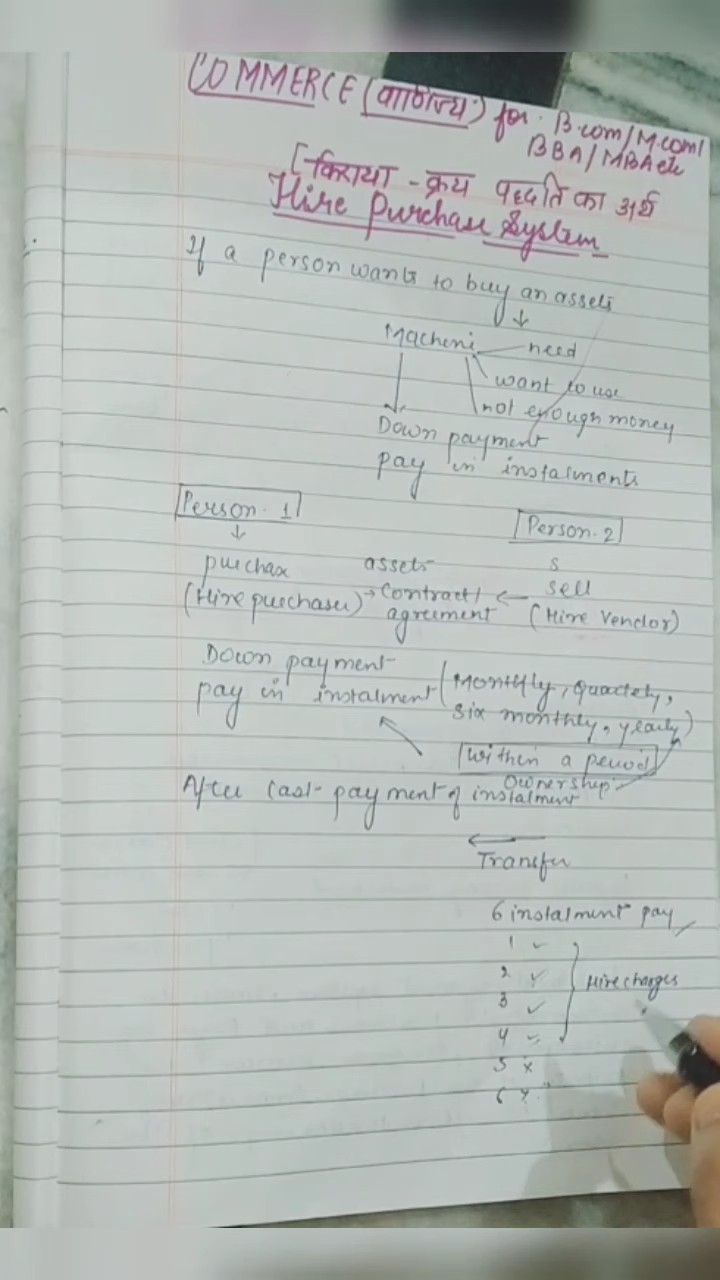 COMMERCE (वाणिज्य) for B.com/M.com/
BBA/MBA etc
[किराया - क्रय पद्धति का अर्थ
Hire Purchase System
If a person wants to buy an assets
Macheni need
want to use
not enough money
Down payment
pay in instalments
Person-1
Person-2
purchase assets s
sell
(Hire purchaser) → contract/
agreement (Hire Vendor)
Down payment
pay in instalment (Monthly, quartely,
six monthly, yearly)
within a period
Ownership
After last payment of instalment
Transfer
6 instalment pay
1 ✓
2 ✓
3 ✓ Hire charges
4
5 x
6 x